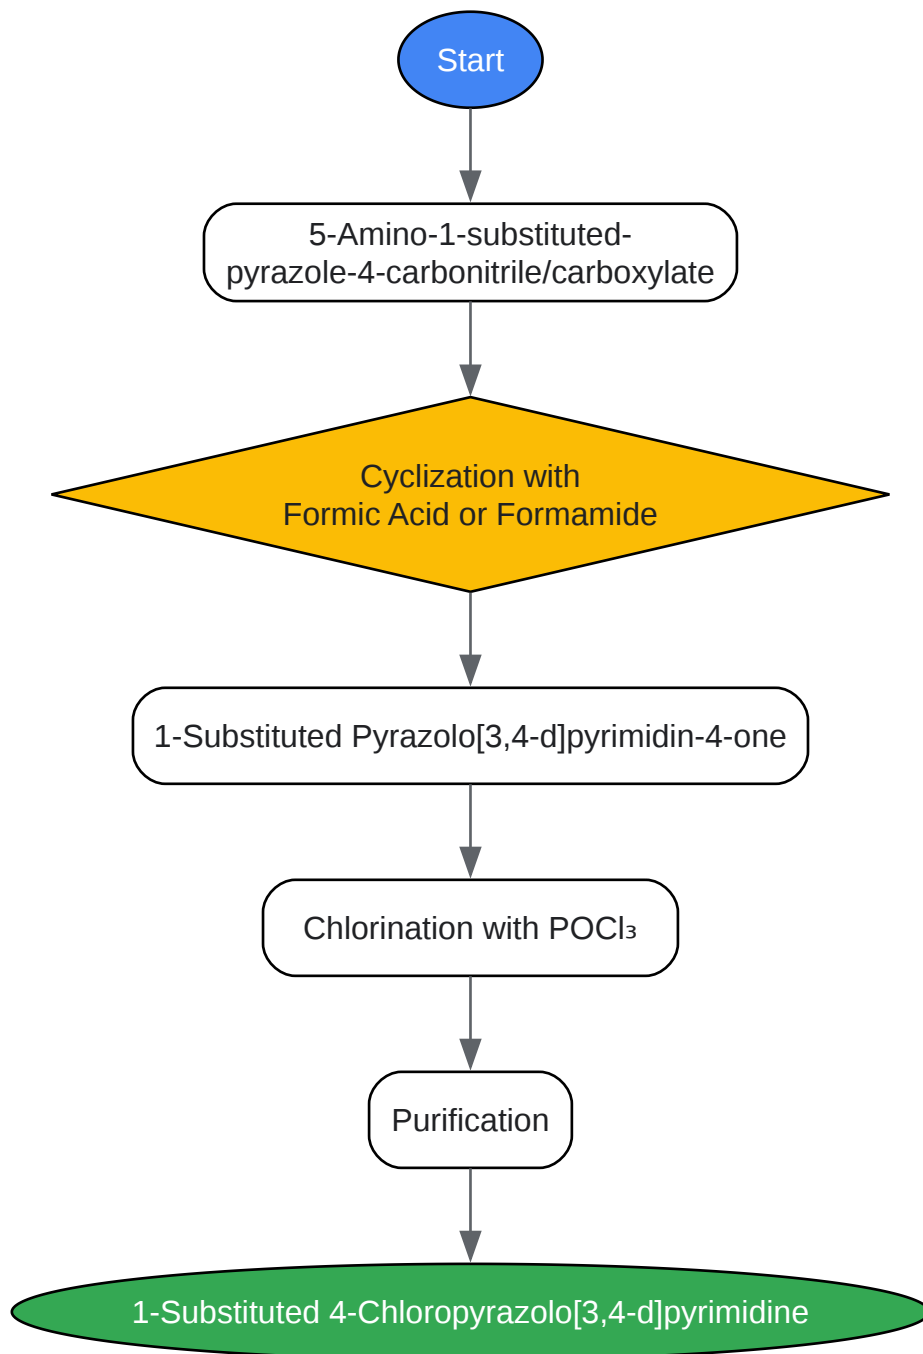 Start
5-Amino-1-substituted-
pyrazole-4-carbonitrile/carboxylate
Cyclization with
Formic Acid or Formamide
1-Substituted Pyrazolo[3,4-d]pyrimidin-4-one
Chlorination with POCl₃
Purification
1-Substituted 4-Chloropyrazolo[3,4-d]pyrimidine